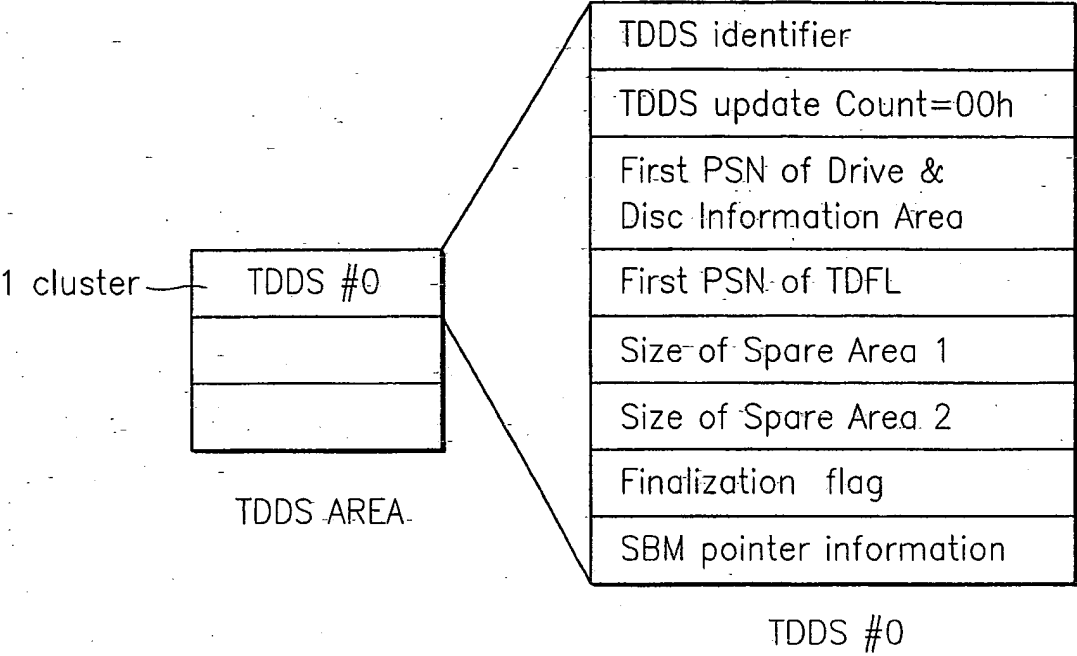 TDDS identifier
TDDS update Count=00h
First PSN of Drive &
Disc Information Area
First PSN of TDFL
Size of Spare Area 1
Size of Spare Area 2
Finalization flag
SBM pointer information
TDDS #0
1 cluster
TDDS #0
TDDS AREA